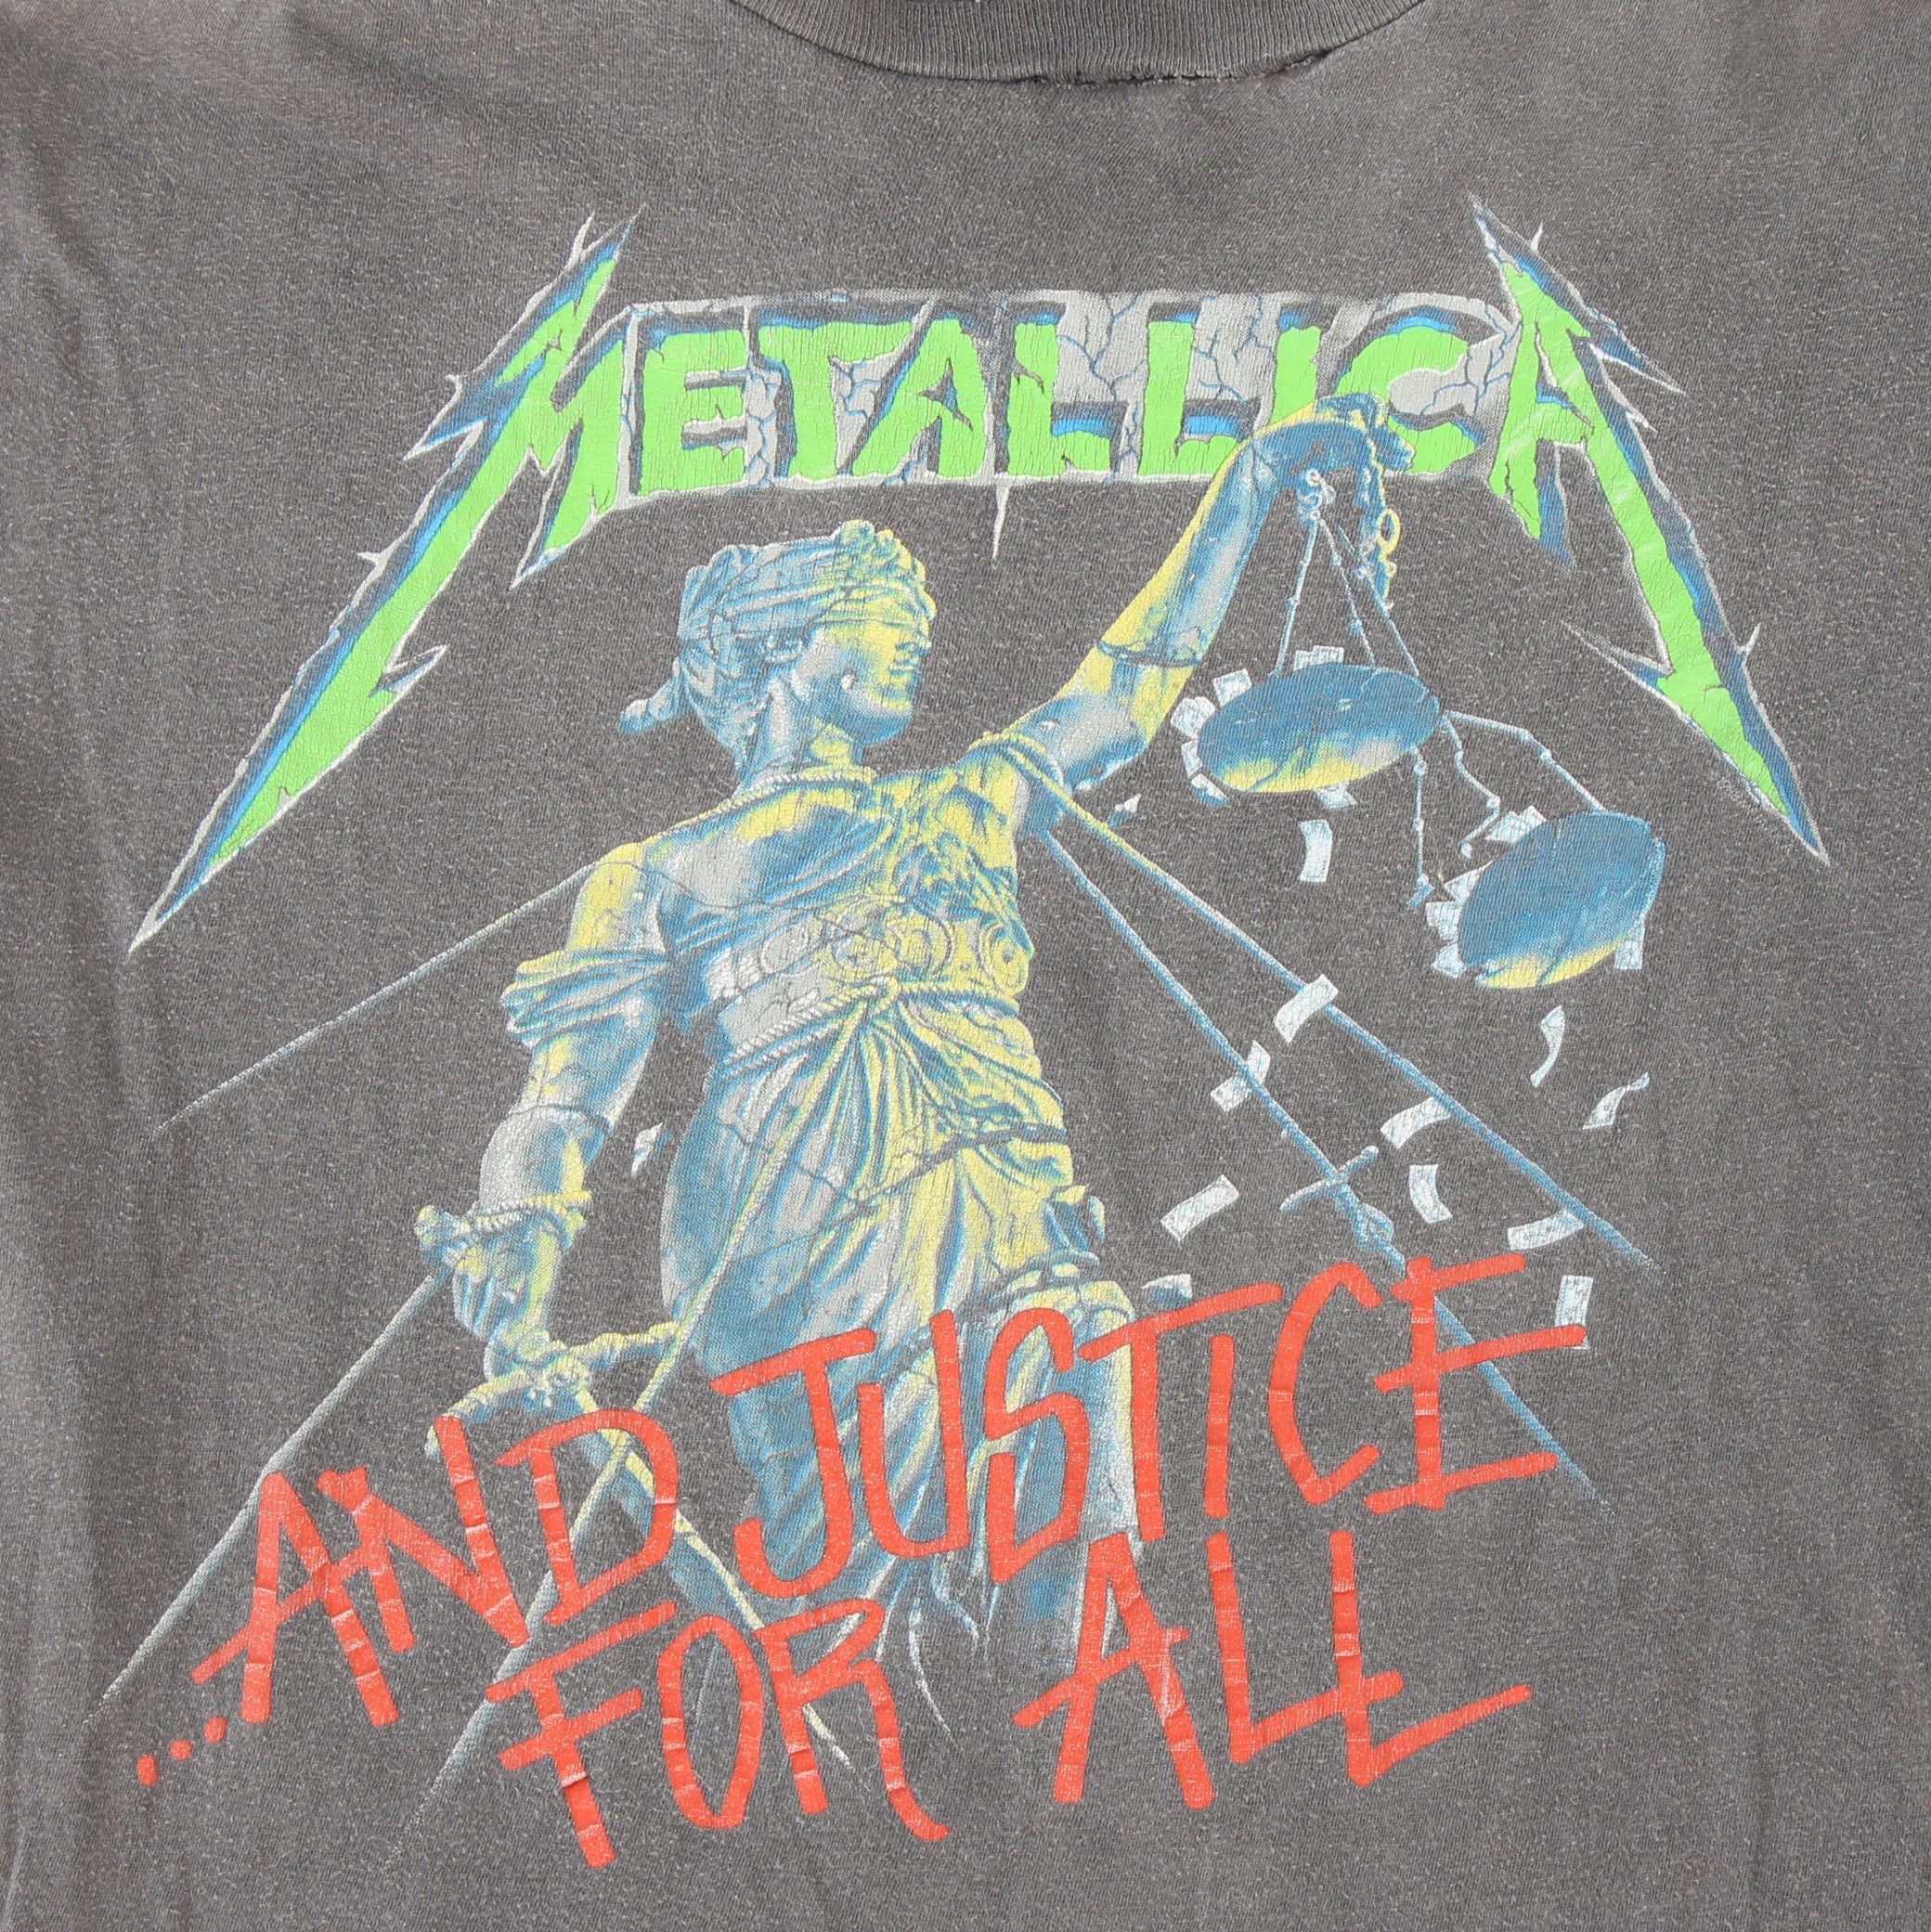 METALLICA
...AND JUSTICE
FOR ALL